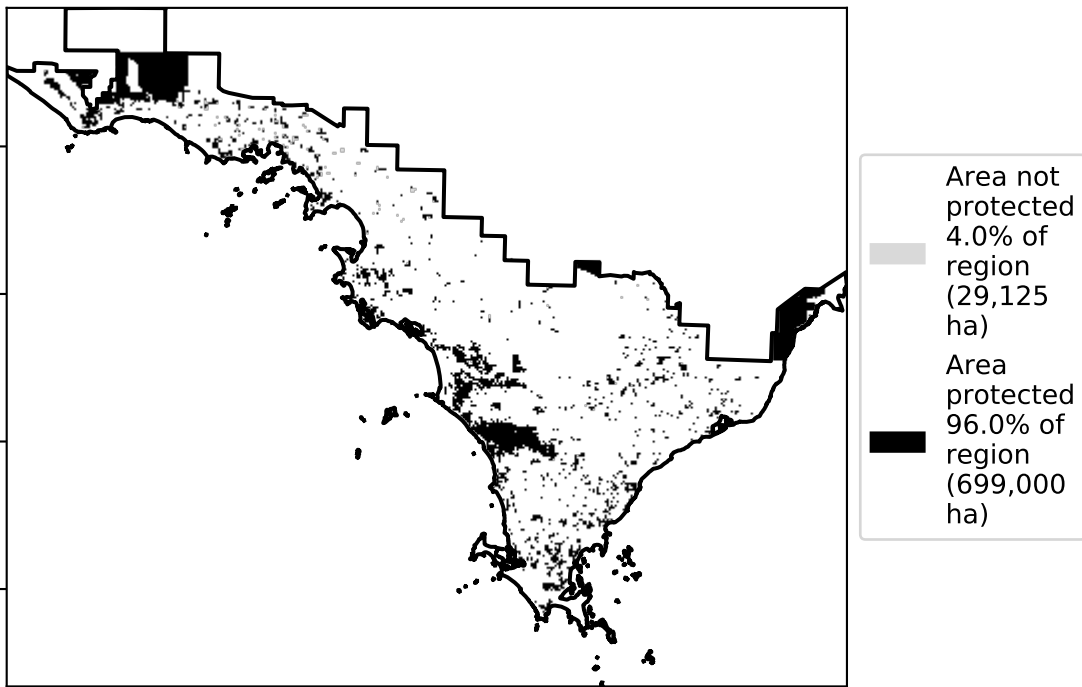 Area not
protected
4.0% of
region
(29,125
ha)
Area
protected
96.0% of
region
(699,000
ha)